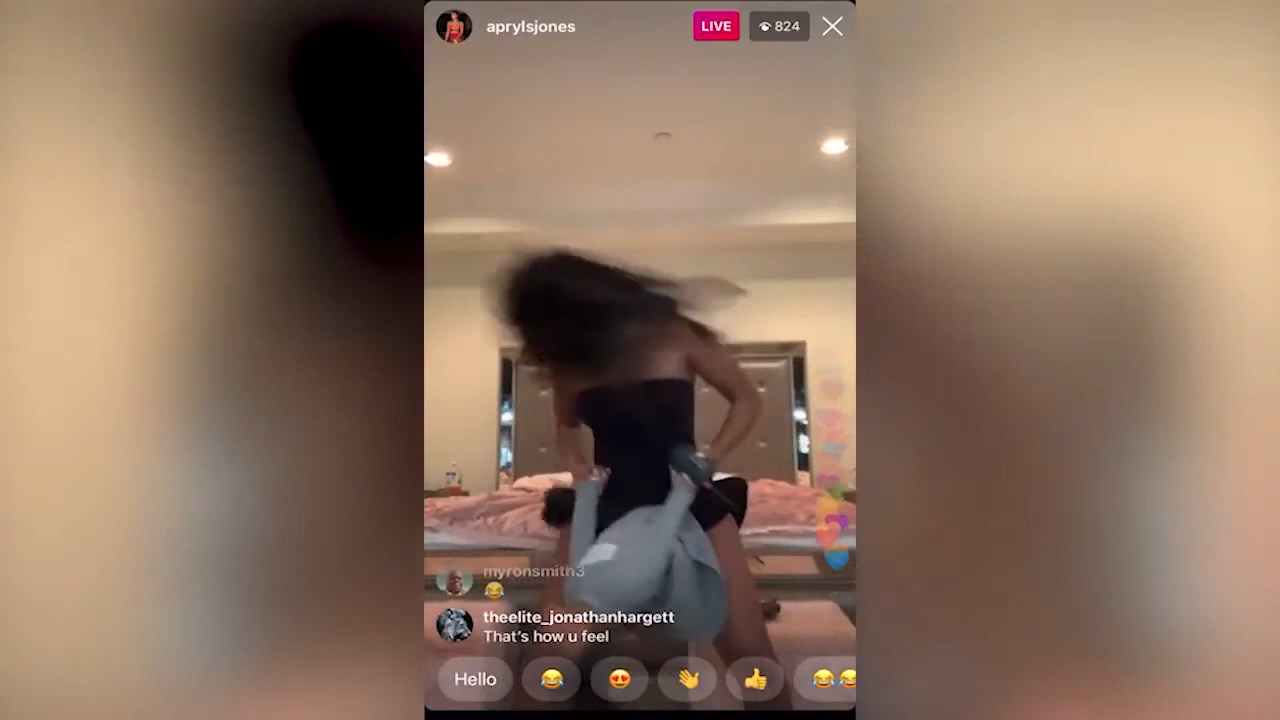 aprylsjones
LIVE
824
myronsmith3
😂
theelite_jonathanhargett
That's how u feel
Hello 😂 😍 👋 👍 😂😂